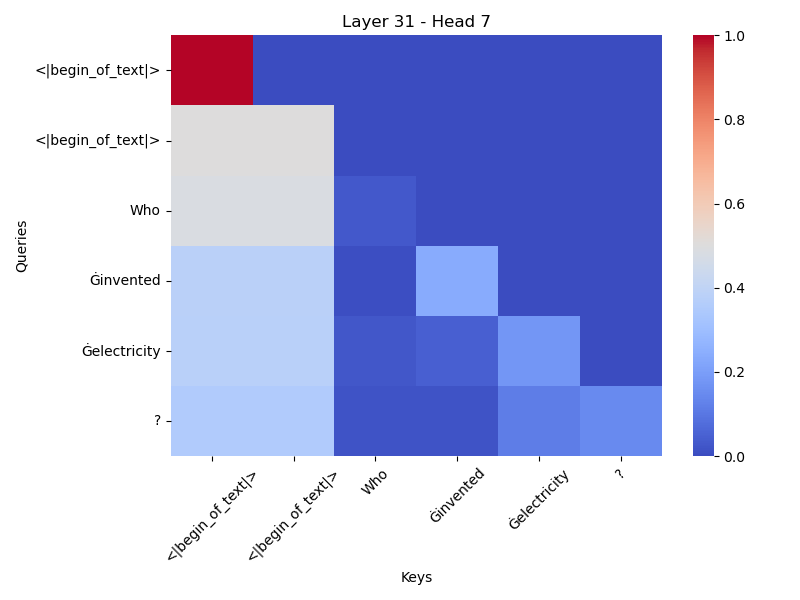 Layer 31 - Head 7
<|begin_of_text|>
<|begin_of_text|>
Who
Ġinvented
Ġelectricity
?
Queries
<|begin_of_text|>
<|begin_of_text|>
Who
Ġinvented
Ġelectricity
?
Keys
1.0
0.8
0.6
0.4
0.2
0.0